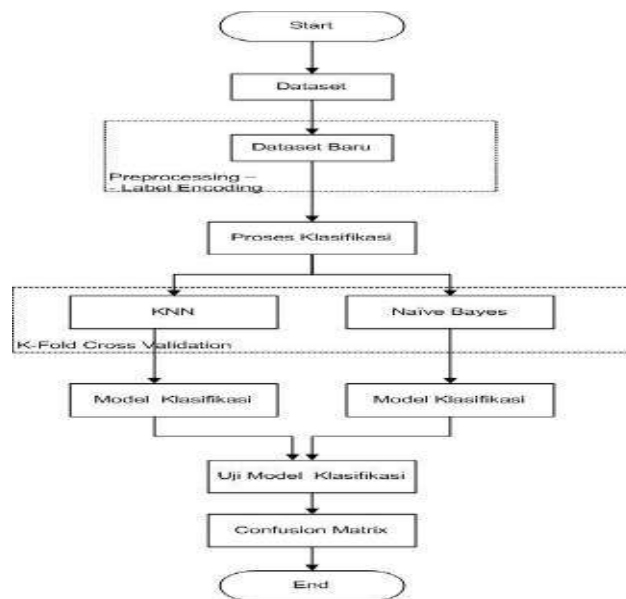 Start
Dataset
Dataset Baru
Preprocessing –
- Label Encoding
Proses Klasifikasi
KNN
Naïve Bayes
K-Fold Cross Validation
Model Klasifikasi
Model Klasifikasi
Uji Model Klasifikasi
Confusion Matrix
End